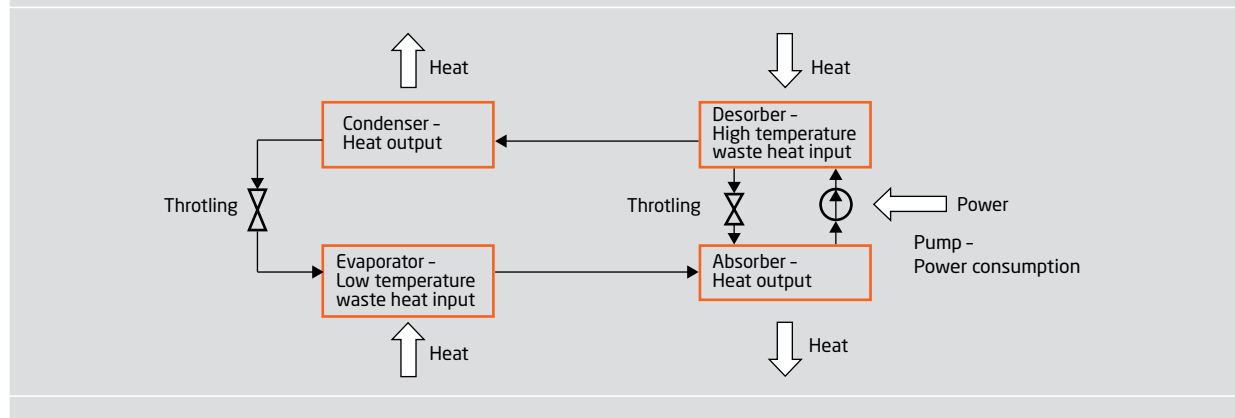 Heat
Heat
Condenser –
Heat output
Desorber –
High temperature
waste heat input
Throtling
Throtling
Power
Pump –
Power consumption
Evaporator –
Low temperature
waste heat input
Absorber –
Heat output
Heat
Heat